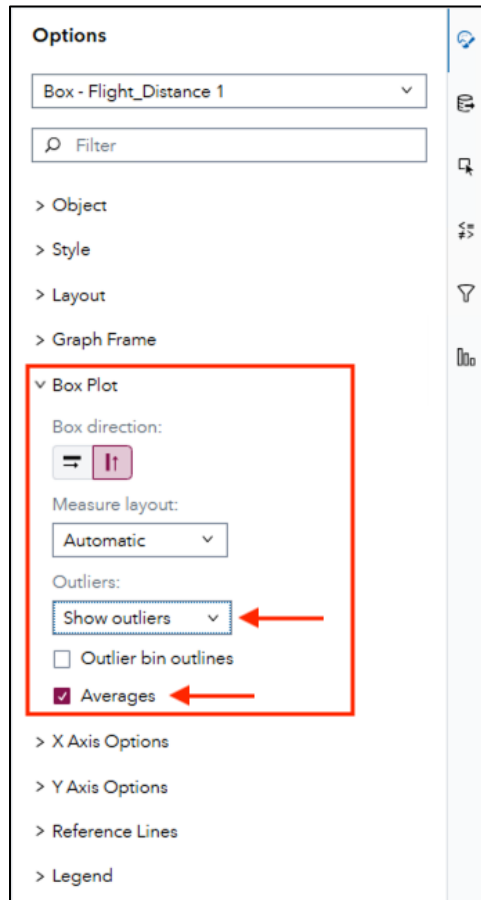 Options
Box - Flight_Distance 1
Filter
Object
Style
Layout
Graph Frame
Box Plot
Box direction:
Measure layout:
Automatic
Outliers:
Show outliers
Outlier bin outlines
Averages
X Axis Options
Y Axis Options
Reference Lines
Legend